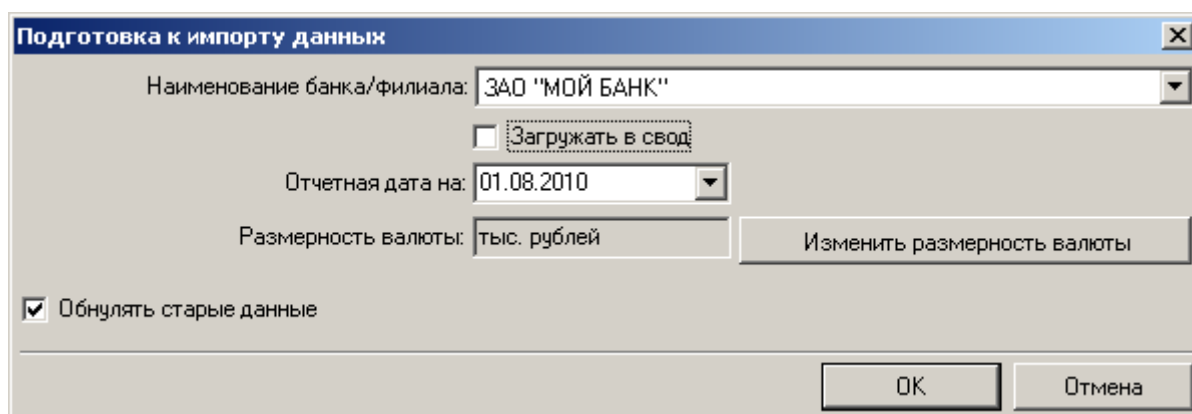 Подготовка к импорту данных
Наименование банка/филиала: ЗАО "МОЙ БАНК"
Загружать в свод
Отчетная дата на: 01.08.2010
Размерность валюты: тыс. рублей Изменить размерность валюты
Обнулять старые данные
OK Отмена